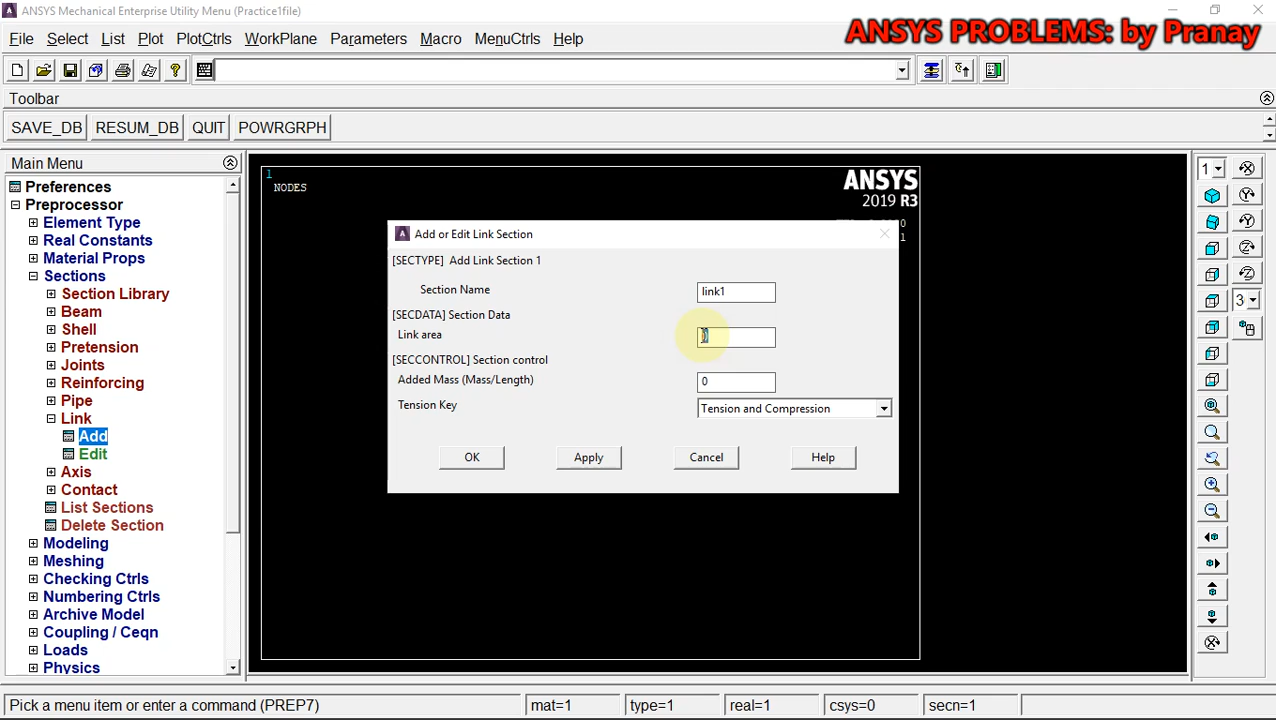 ANSYS Mechanical Enterprise Utility Menu (Practice1file)
ANSYS PROBLEMS: by Pranay
File Select List Plot PlotCtrls WorkPlane Parameters Macro MenuCtrls Help
Toolbar
SAVE_DB RESUM_DB QUIT POWRGRPH
Main Menu
Preferences
Preprocessor
Element Type
Real Constants
Material Props
Sections
Section Library
Beam
Shell
Pretension
Joints
Reinforcing
Pipe
Link
Add
Edit
Axis
Contact
List Sections
Delete Section
Modeling
Meshing
Checking Ctrls
Numbering Ctrls
Archive Model
Coupling / Ceqn
Loads
Physics
1
NODES
ANSYS
2019 R3
Add or Edit Link Section
[SECTYPE] Add Link Section 1
Section Name link1
[SECDATA] Section Data
Link area
[SECCONTROL] Section control
Added Mass (Mass/Length) 0
Tension Key Tension and Compression
OK Apply Cancel Help
1
3
Pick a menu item or enter a command (PREP7) mat=1 type=1 real=1 csys=0 secn=1